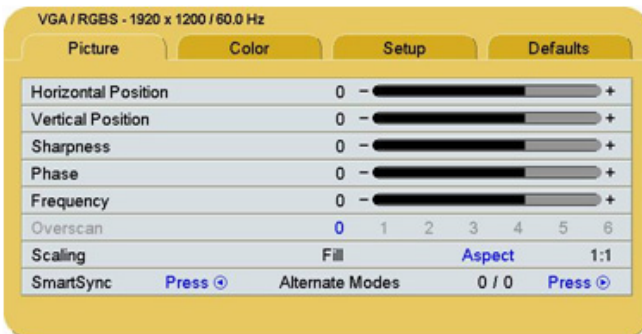 VGA / RGBS - 1920 x 1200 / 60.0 Hz
Picture Color Setup Defaults
Horizontal Position 0 - +
Vertical Position 0 - +
Sharpness 0 - +
Phase 0 - +
Frequency 0 - +
Overscan 0 1 2 3 4 5 6
Scaling Fill Aspect 1:1
SmartSync Press Alternate Modes 0 / 0 Press